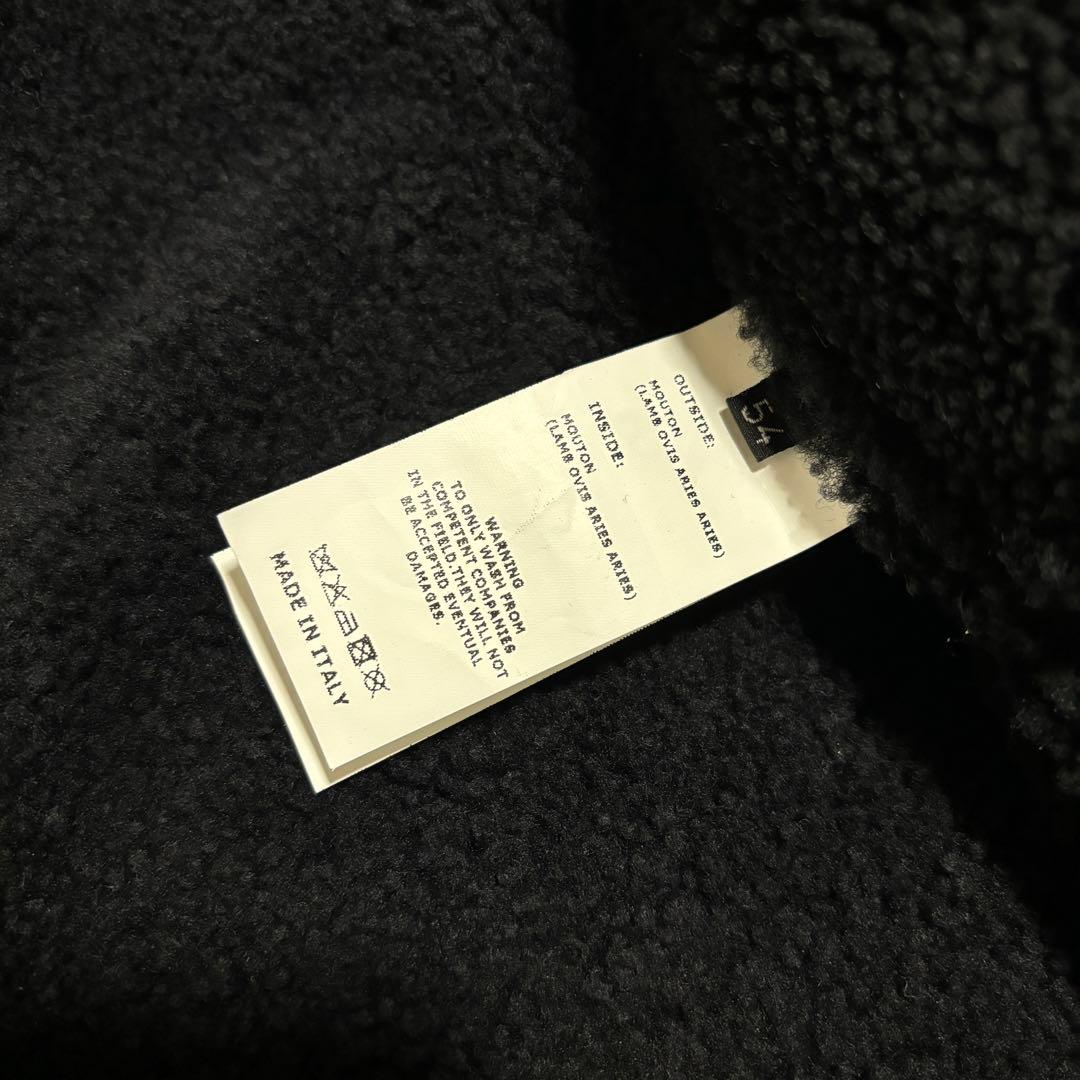 54
OUTSIDE:
MOUTON
(LAMB OVIS ARIES ARIES)
INSIDE:
MOUTON
(LAMB OVIS ARIES ARIES)
WARNING
TO ONLY WASH FROM
COMPETENT COMPANIES
IN THE FIELD.THEY WILL NOT
BE ACCEPTED EVENTUAL
DAMAGES.
MADE IN ITALY